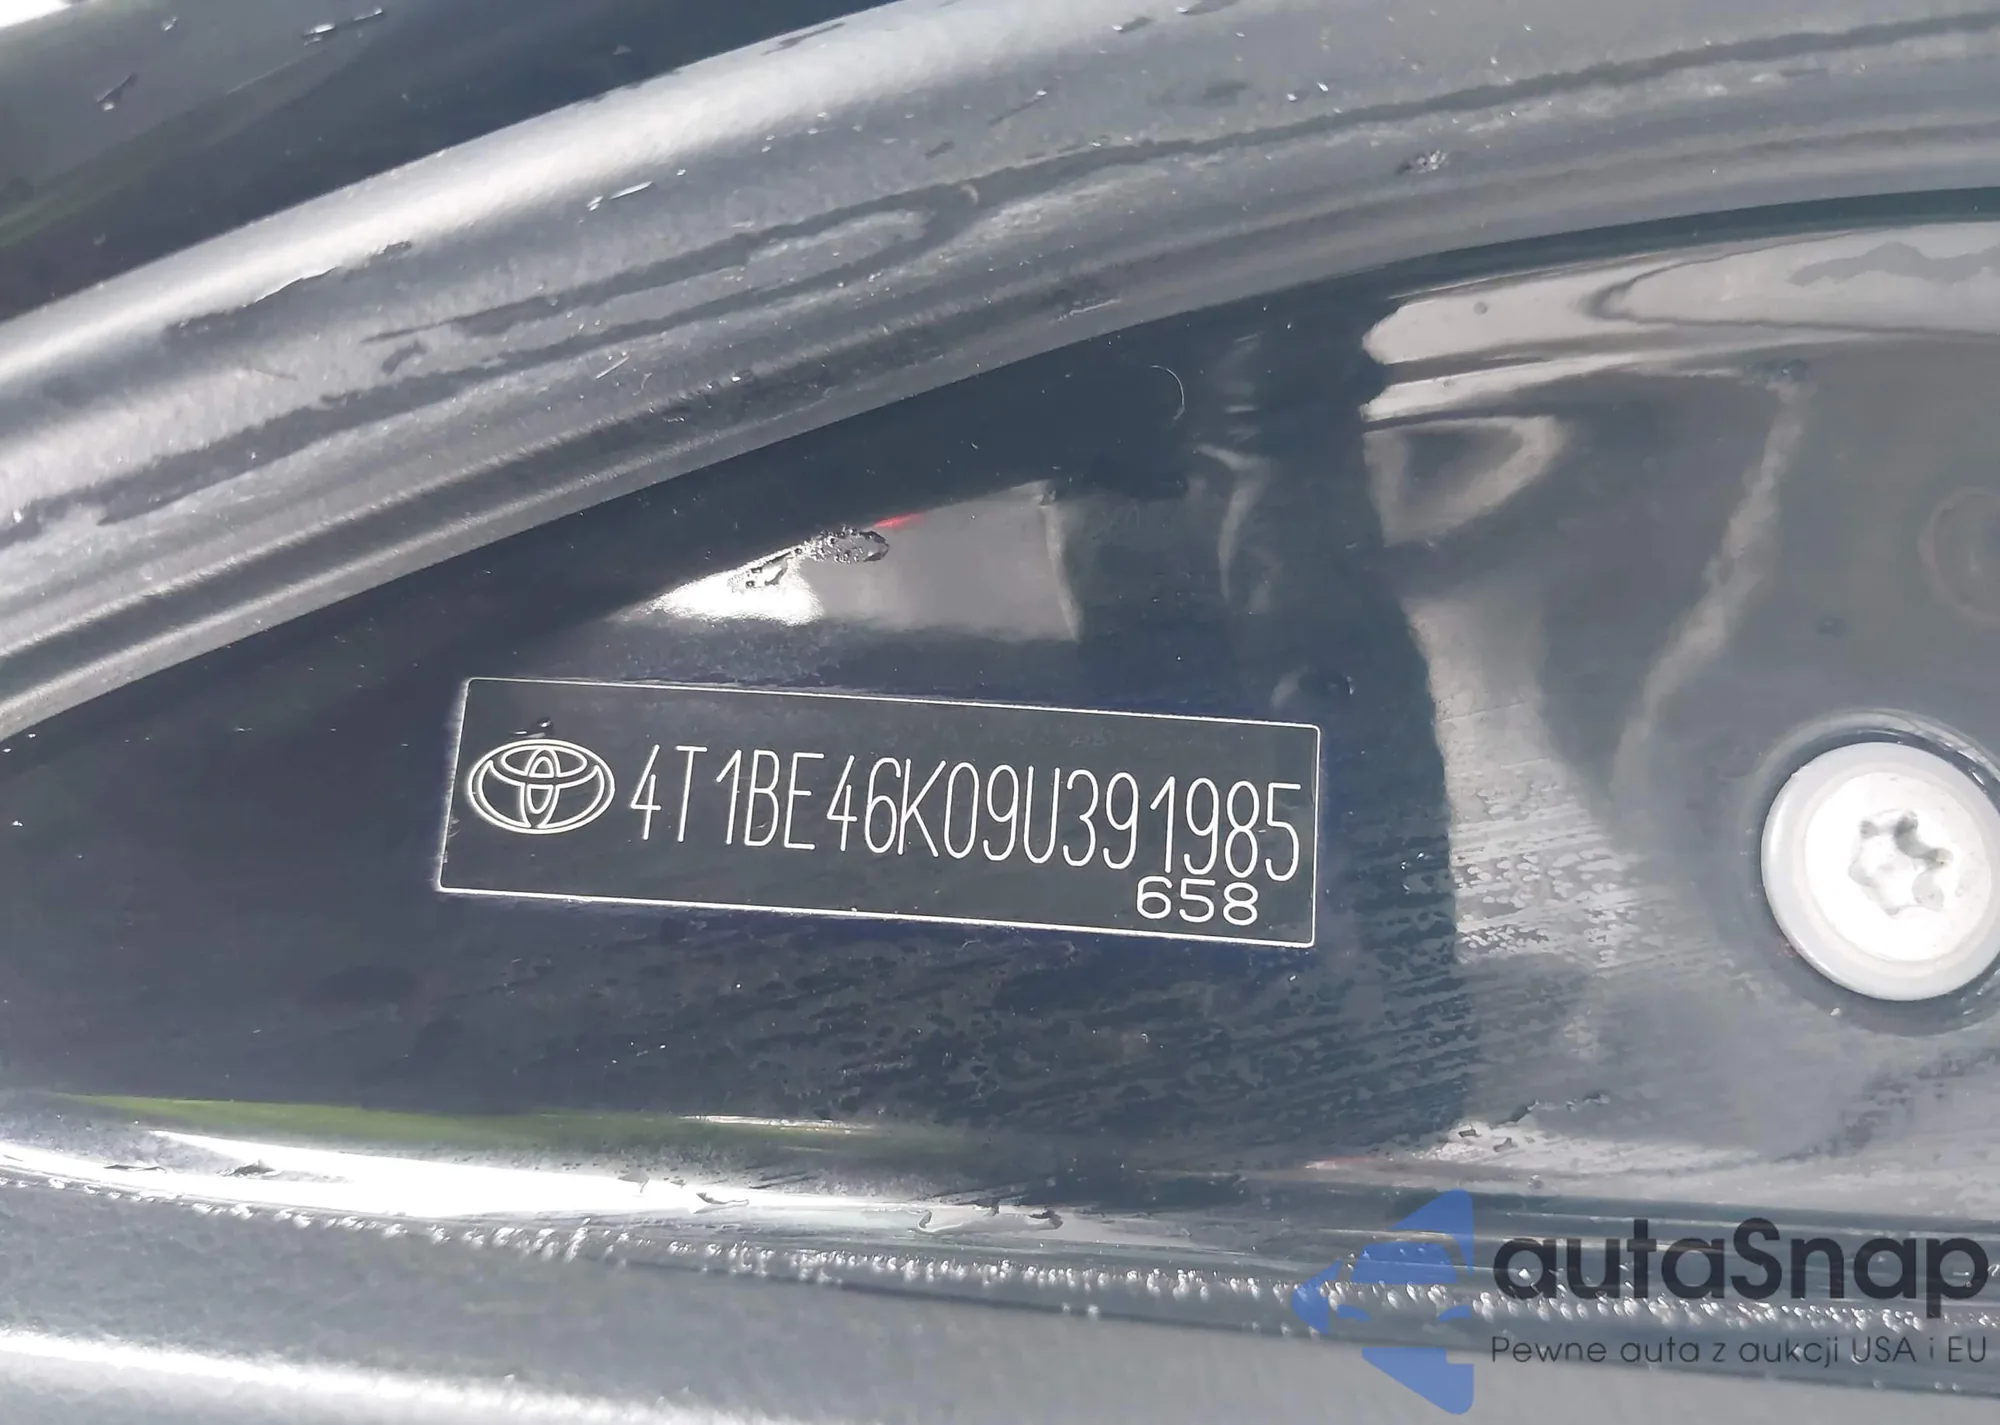 4T1BE46K09U391985
658
autaSnap
Pewne auta z aukcji USA i EU